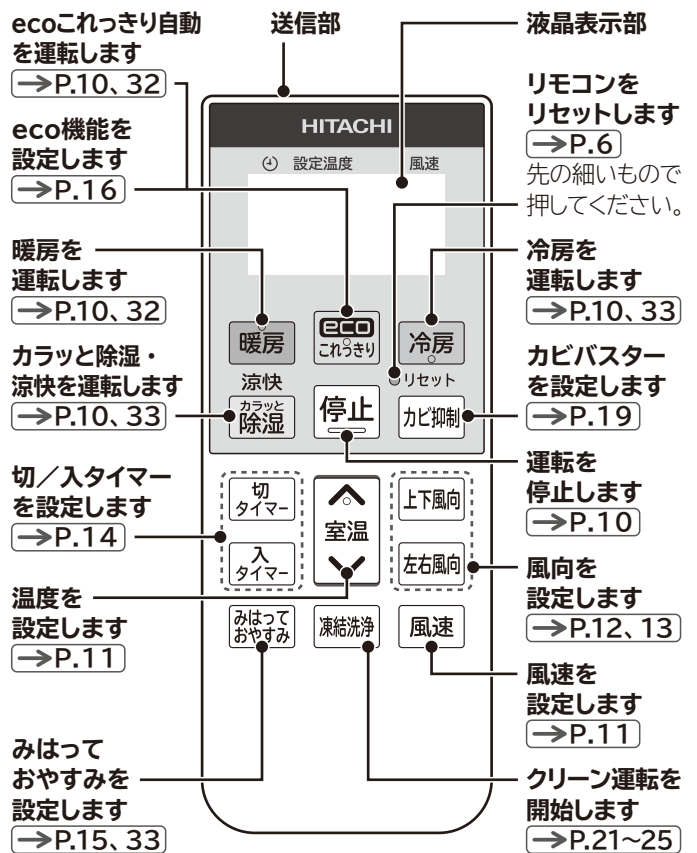 ecoこれっきり自動
を運転します
→P.10、32
eco機能を
設定します
→P.16
暖房を
運転します
→P.10、32
カラッと除湿・
涼快を運転します
→P.10、33
切／入タイマー
を設定します
→P.14
温度を
設定します
→P.11
みはって
おやすみを
設定します
→P.15、33
送信部
HITACHI
設定温度 風速
暖房
eco
これっきり
冷房
涼快
リセット
カラッと
除湿
停止
カビ抑制
切
タイマー
室温
上下風向
入
タイマー
左右風向
みはって
おやすみ
凍結洗浄
風速
液晶表示部
リモコンを
リセットします
→P.6
先の細いもので
押してください。
冷房を
運転します
→P.10、33
カビバスター
を設定します
→P.19
運転を
停止します
→P.10
風向を
設定します
→P.12、13
風速を
設定します
→P.11
クリーン運転を
開始します
→P.21～25